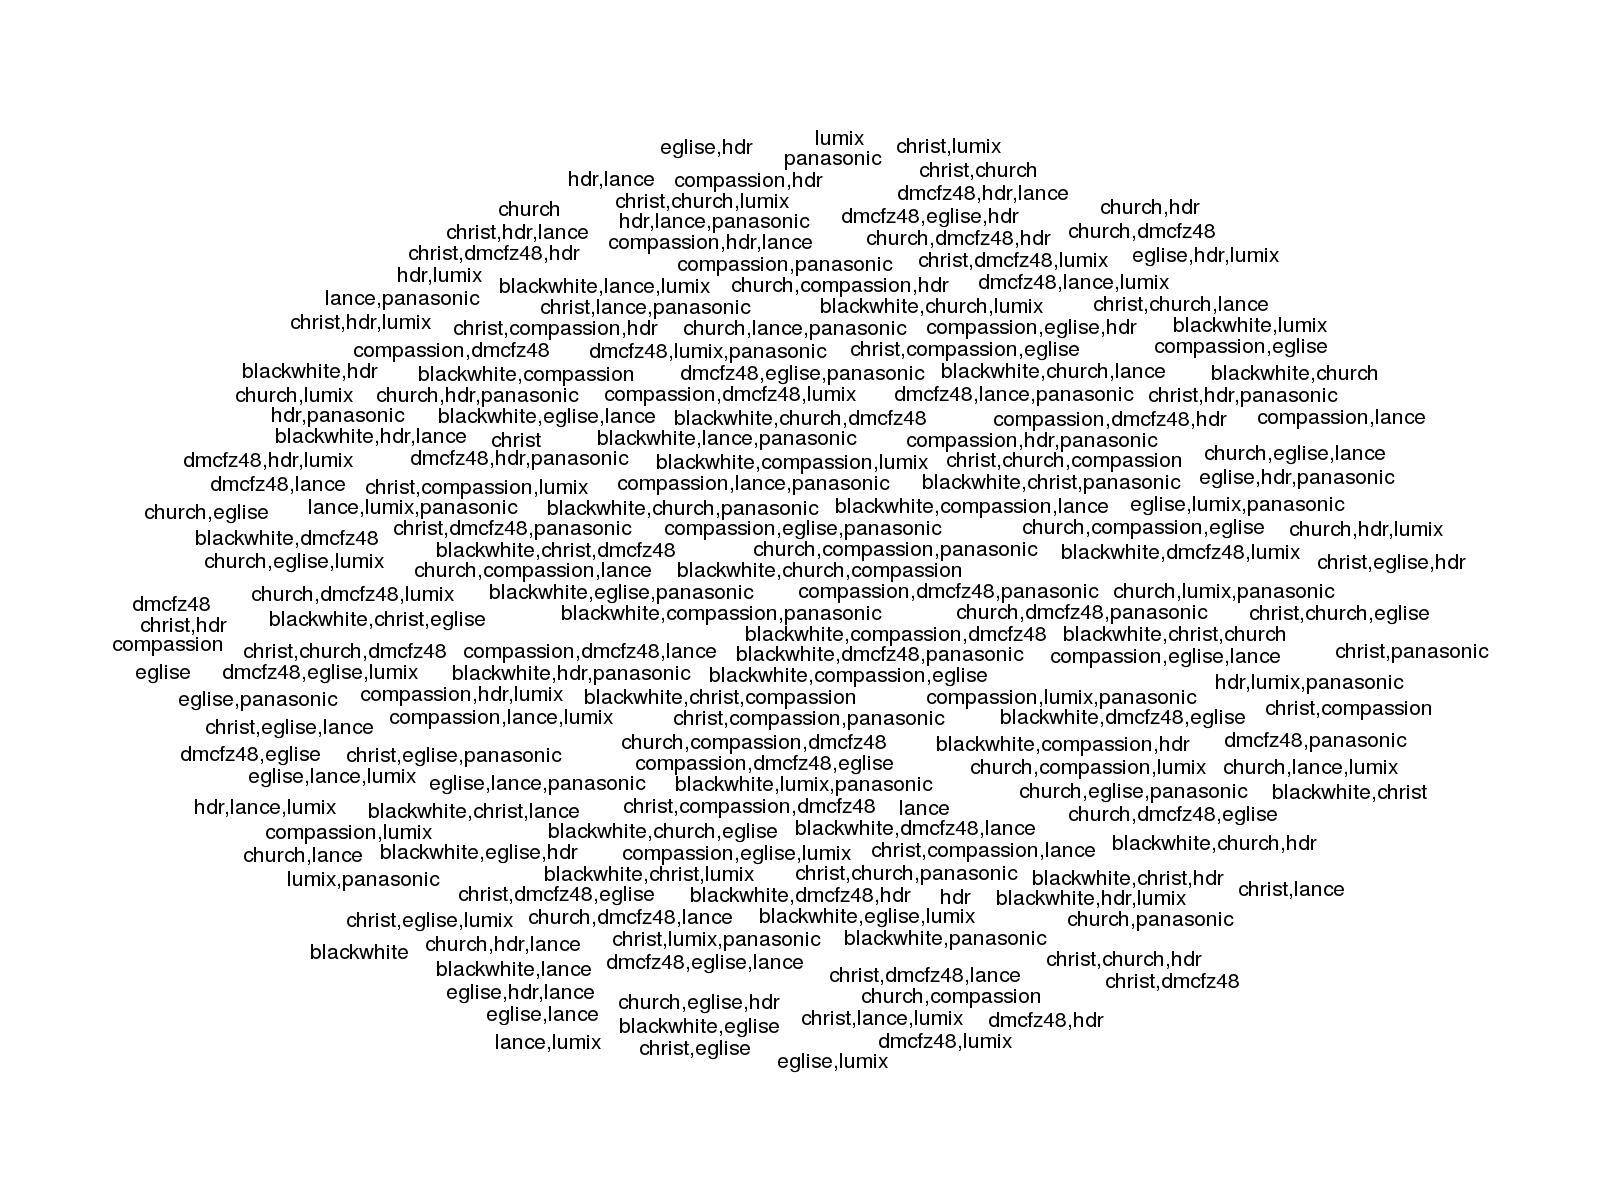 lumix
eglise,hdr
christ,lumix
panasonic
christ,church
hdr,lance
compassion,hdr
dmcfz48,hdr,lance
christ,church,lumix
church
church,hdr
dmcfz48,eglise,hdr
hdr,lance,panasonic
christ,hdr,lance
church,dmcfz48
church,dmcfz48,hdr
compassion,hdr,lance
christ,dmcfz48,hdr
eglise,hdr,lumix
christ,dmcfz48,lumix
compassion,panasonic
hdr,lumix
dmcfz48,lance,lumix
blackwhite,lance,lumix
church,compassion,hdr
lance,panasonic
christ,church,lance
christ,lance,panasonic
blackwhite,church,lumix
christ,hdr,lumix
christ,compassion,hdr
church,lance,panasonic
compassion,eglise,hdr
blackwhite,lumix
compassion,dmcfz48
dmcfz48,lumix,panasonic
christ,compassion,eglise
compassion,eglise
blackwhite,hdr
blackwhite,compassion
dmcfz48,eglise,panasonic
blackwhite,church,lance
blackwhite,church
church,lumix
church,hdr,panasonic
compassion,dmcfz48,lumix
dmcfz48,lance,panasonic
christ,hdr,panasonic
hdr,panasonic
blackwhite,eglise,lance
blackwhite,church,dmcfz48
compassion,dmcfz48,hdr
compassion,lance
blackwhite,hdr,lance
christ
blackwhite,lance,panasonic
compassion,hdr,panasonic
dmcfz48,hdr,lumix
dmcfz48,hdr,panasonic
blackwhite,compassion,lumix
christ,church,compassion
church,eglise,lance
dmcfz48,lance
christ,compassion,lumix
compassion,lance,panasonic
blackwhite,christ,panasonic
eglise,hdr,panasonic
church,eglise
lance,lumix,panasonic
blackwhite,church,panasonic
blackwhite,compassion,lance
eglise,lumix,panasonic
blackwhite,dmcfz48
christ,dmcfz48,panasonic
compassion,eglise,panasonic
church,compassion,eglise
church,hdr,lumix
church,eglise,lumix
blackwhite,christ,dmcfz48
church,compassion,panasonic
blackwhite,dmcfz48,lumix
christ,eglise,hdr
church,compassion,lance
blackwhite,church,compassion
dmcfz48
church,dmcfz48,lumix
blackwhite,eglise,panasonic
compassion,dmcfz48,panasonic
church,lumix,panasonic
christ,hdr
blackwhite,christ,eglise
blackwhite,compassion,panasonic
church,dmcfz48,panasonic
christ,church,eglise
compassion
blackwhite,compassion,dmcfz48
blackwhite,christ,church
christ,church,dmcfz48
compassion,dmcfz48,lance
blackwhite,dmcfz48,panasonic
compassion,eglise,lance
christ,panasonic
eglise
dmcfz48,eglise,lumix
blackwhite,hdr,panasonic
blackwhite,compassion,eglise
hdr,lumix,panasonic
eglise,panasonic
compassion,hdr,lumix
blackwhite,christ,compassion
compassion,lumix,panasonic
christ,compassion
christ,eglise,lance
compassion,lance,lumix
christ,compassion,panasonic
blackwhite,dmcfz48,eglise
dmcfz48,eglise
christ,eglise,panasonic
church,compassion,dmcfz48
blackwhite,compassion,hdr
dmcfz48,panasonic
compassion,dmcfz48,eglise
church,compassion,lumix
church,lance,lumix
eglise,lance,lumix
eglise,lance,panasonic
blackwhite,lumix,panasonic
church,eglise,panasonic
blackwhite,christ
hdr,lance,lumix
blackwhite,christ,lance
christ,compassion,dmcfz48
lance
church,dmcfz48,eglise
compassion,lumix
blackwhite,church,eglise
blackwhite,dmcfz48,lance
blackwhite,church,hdr
church,lance
blackwhite,eglise,hdr
compassion,eglise,lumix
christ,compassion,lance
lumix,panasonic
blackwhite,christ,lumix
christ,church,panasonic
blackwhite,christ,hdr
christ,lance
christ,dmcfz48,eglise
blackwhite,dmcfz48,hdr
hdr
blackwhite,hdr,lumix
christ,eglise,lumix
church,dmcfz48,lance
blackwhite,eglise,lumix
church,panasonic
blackwhite
church,hdr,lance
christ,lumix,panasonic
blackwhite,panasonic
blackwhite,lance
dmcfz48,eglise,lance
christ,church,hdr
christ,dmcfz48,lance
christ,dmcfz48
eglise,hdr,lance
church,eglise,hdr
church,compassion
eglise,lance
blackwhite,eglise
christ,lance,lumix
dmcfz48,hdr
lance,lumix
christ,eglise
dmcfz48,lumix
eglise,lumix